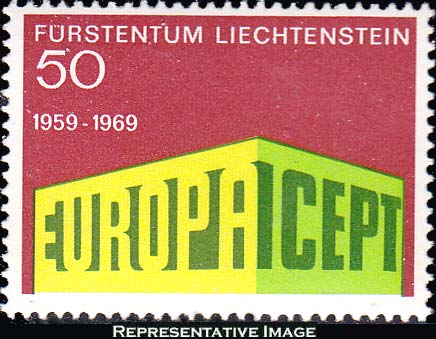 FÜRSTENTUM LIECHTENSTEIN
50
1959-1969
EUROPA CEPT
REPRESENTATIVE IMAGE